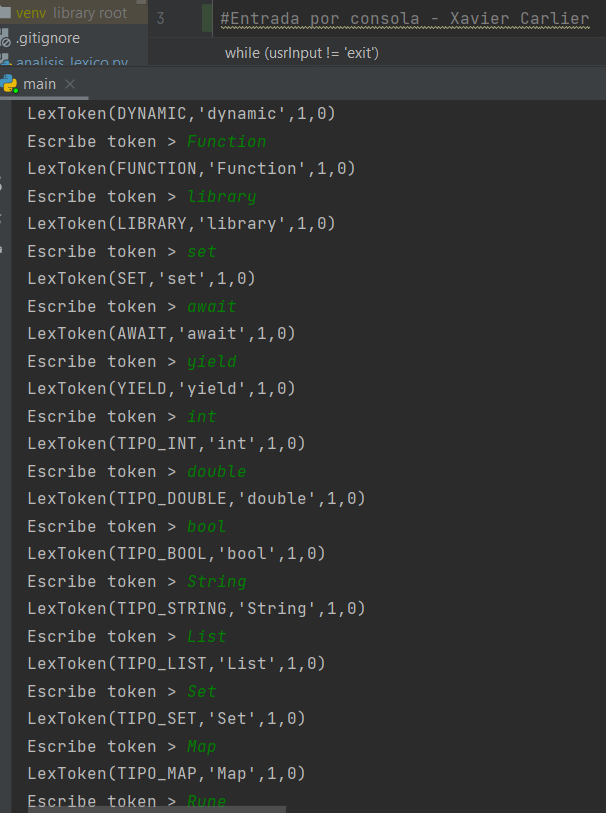 venv library root
.gitignore
analisis_lexico.py
3 #Entrada por consola - Xavier Carlier
while (usrInput != 'exit')
main
LexToken(DYNAMIC,'dynamic',1,0)
Escribe token > Function
LexToken(FUNCTION,'Function',1,0)
Escribe token > library
LexToken(LIBRARY,'library',1,0)
Escribe token > set
LexToken(SET,'set',1,0)
Escribe token > await
LexToken(AWAIT,'await',1,0)
Escribe token > yield
LexToken(YIELD,'yield',1,0)
Escribe token > int
LexToken(TIPO_INT,'int',1,0)
Escribe token > double
LexToken(TIPO_DOUBLE,'double',1,0)
Escribe token > bool
LexToken(TIPO_BOOL,'bool',1,0)
Escribe token > String
LexToken(TIPO_STRING,'String',1,0)
Escribe token > List
LexToken(TIPO_LIST,'List',1,0)
Escribe token > Set
LexToken(TIPO_SET,'Set',1,0)
Escribe token > Map
LexToken(TIPO_MAP,'Map',1,0)
Escribe token > Rune